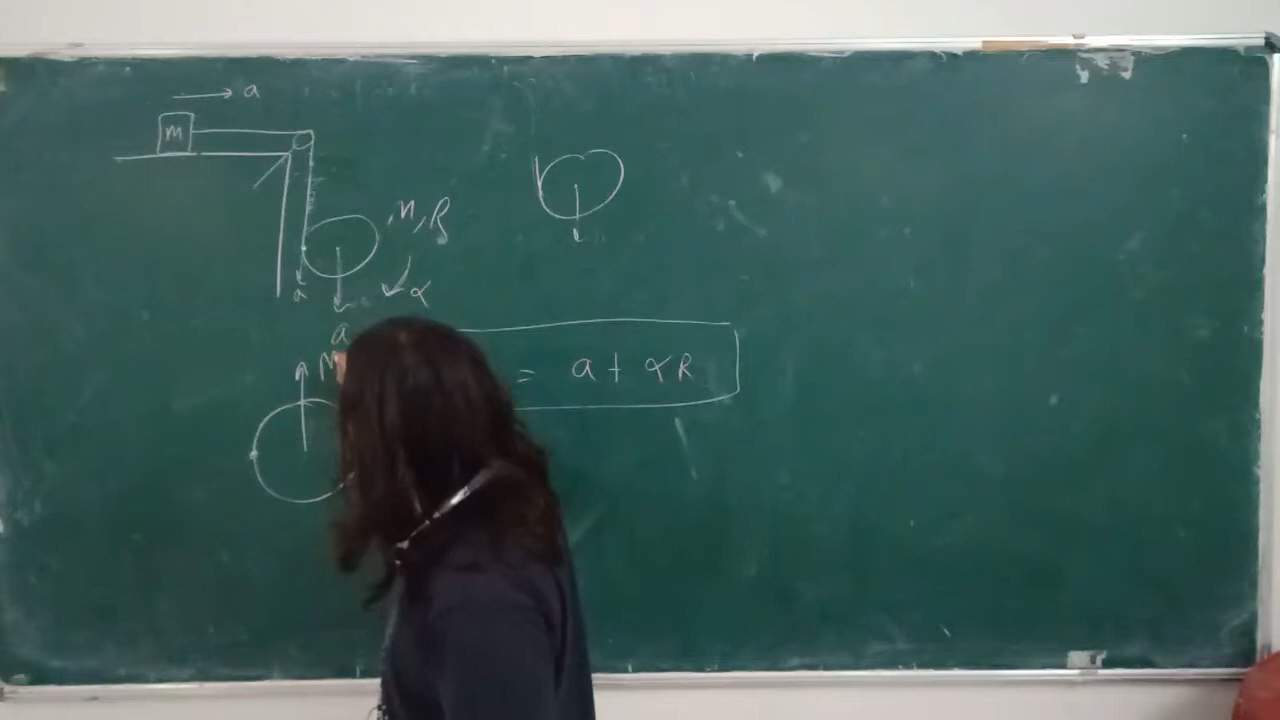 a
m
M, R
a
α
a
M
= a + αR